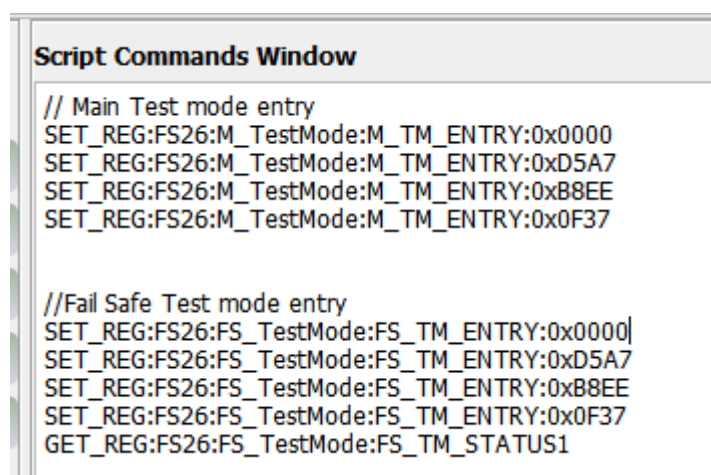 Script Commands Window
// Main Test mode entry
SET_REG:FS26:M_TestMode:M_TM_ENTRY:0x0000
SET_REG:FS26:M_TestMode:M_TM_ENTRY:0xD5A7
SET_REG:FS26:M_TestMode:M_TM_ENTRY:0xB8EE
SET_REG:FS26:M_TestMode:M_TM_ENTRY:0x0F37
//Fail Safe Test mode entry
SET_REG:FS26:FS_TestMode:FS_TM_ENTRY:0x0000
SET_REG:FS26:FS_TestMode:FS_TM_ENTRY:0xD5A7
SET_REG:FS26:FS_TestMode:FS_TM_ENTRY:0xB8EE
SET_REG:FS26:FS_TestMode:FS_TM_ENTRY:0x0F37
GET_REG:FS26:FS_TestMode:FS_TM_STATUS1